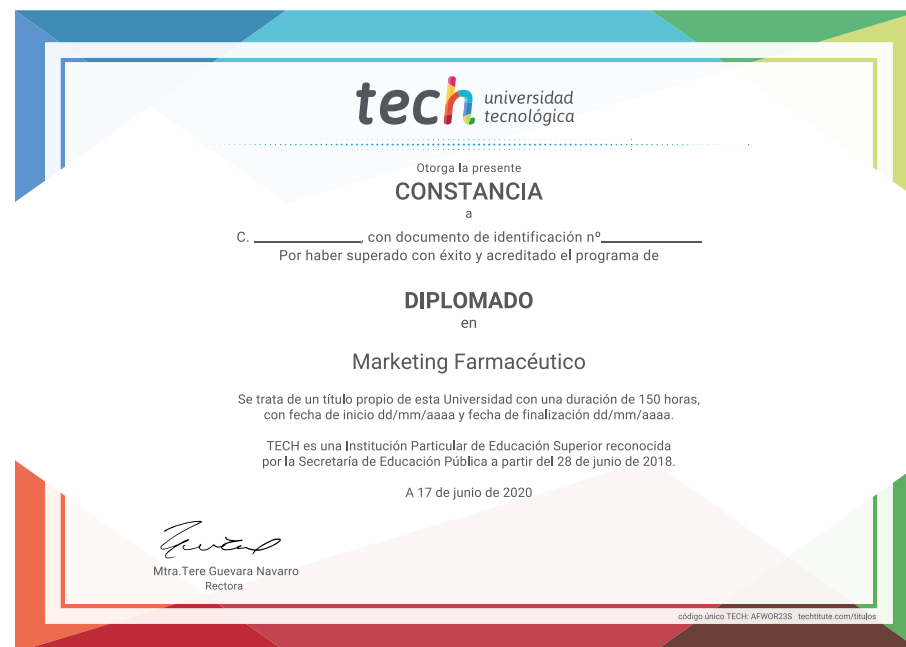 tech universidad
tecnológica
Otorga la presente
CONSTANCIA
a
C. ____________, con documento de identificación nº____________
Por haber superado con éxito y acreditado el programa de
DIPLOMADO
en
Marketing Farmacéutico
Se trata de un título propio de esta Universidad con una duración de 150 horas,
con fecha de inicio dd/mm/aaaa y fecha de finalización dd/mm/aaaa.
TECH es una Institución Particular de Educación Superior reconocida
por la Secretaría de Educación Pública a partir del 28 de junio de 2018.
A 17 de junio de 2020
Mtra.Tere Guevara Navarro
Rectora
código único TECH: AFWOR23S techtitute.com/titulos